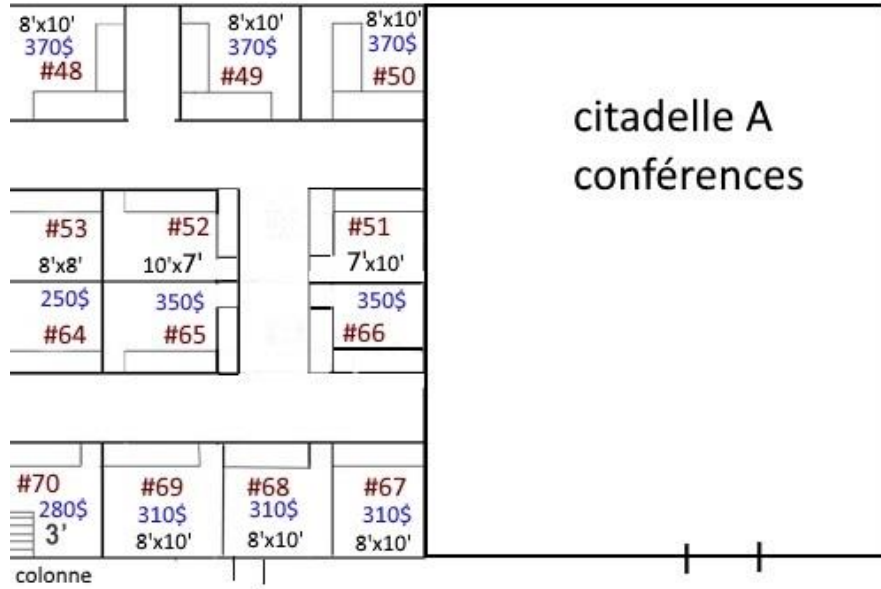 8'x10'
370$
#48
8'x10'
370$
#49
8'x10'
370$
#50
citadelle A
conférences
#53
8'x8'
#52
10'x7'
#51
7'x10'
250$
#64
350$
#65
350$
#66
#70
280$
3'
#69
310$
8'x10'
#68
310$
8'x10'
#67
310$
8'x10'
colonne